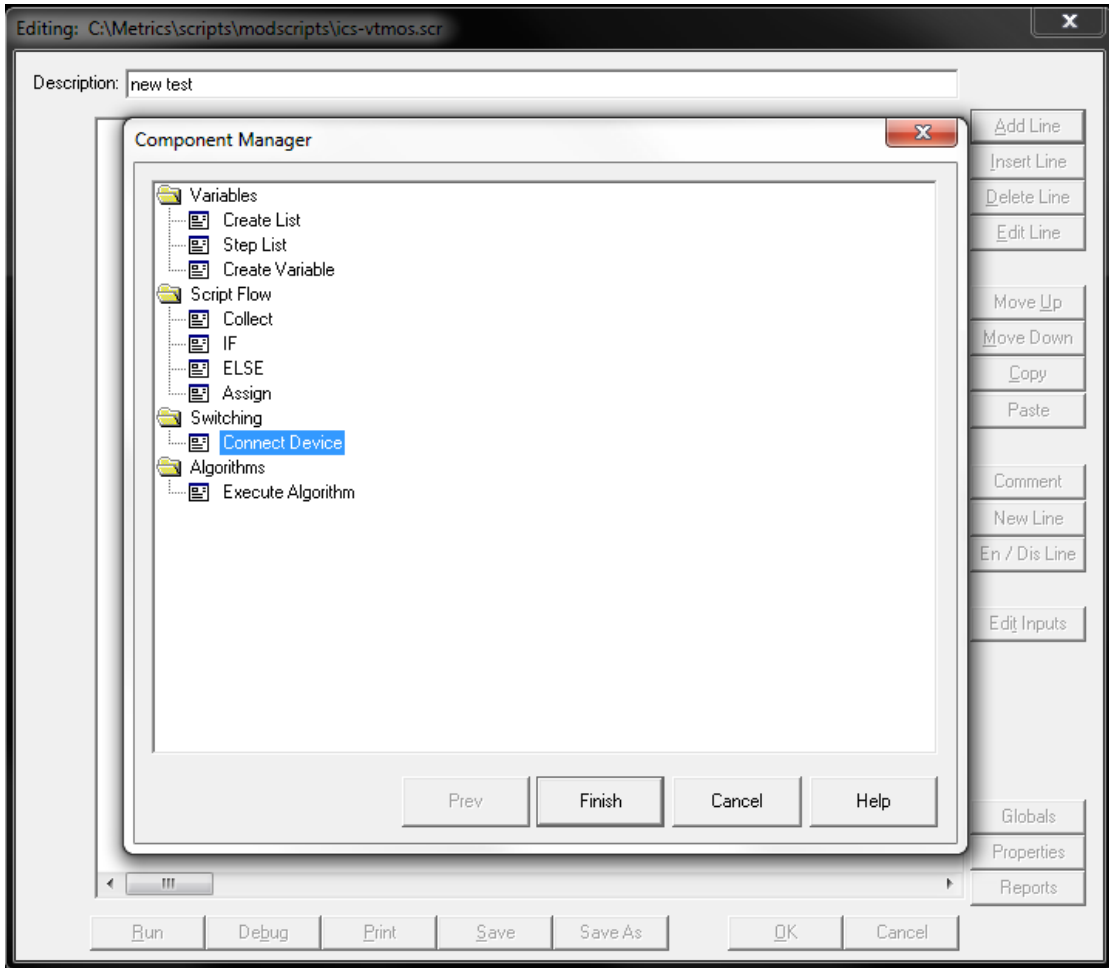 Editing: C:\Metrics\scripts\modscripts\ics-vtmos.scr
x
Description: new test
Component Manager
x
Variables
Create List
Step List
Create Variable
Script Flow
Collect
IF
ELSE
Assign
Switching
Connect Device
Algorithms
Execute Algorithm
Prev Finish Cancel Help
Add Line
Insert Line
Delete Line
Edit Line
Move Up
Move Down
Copy
Paste
Comment
New Line
En / Dis Line
Edit Inputs
Globals
Properties
Reports
Run Debug Print Save Save As OK Cancel